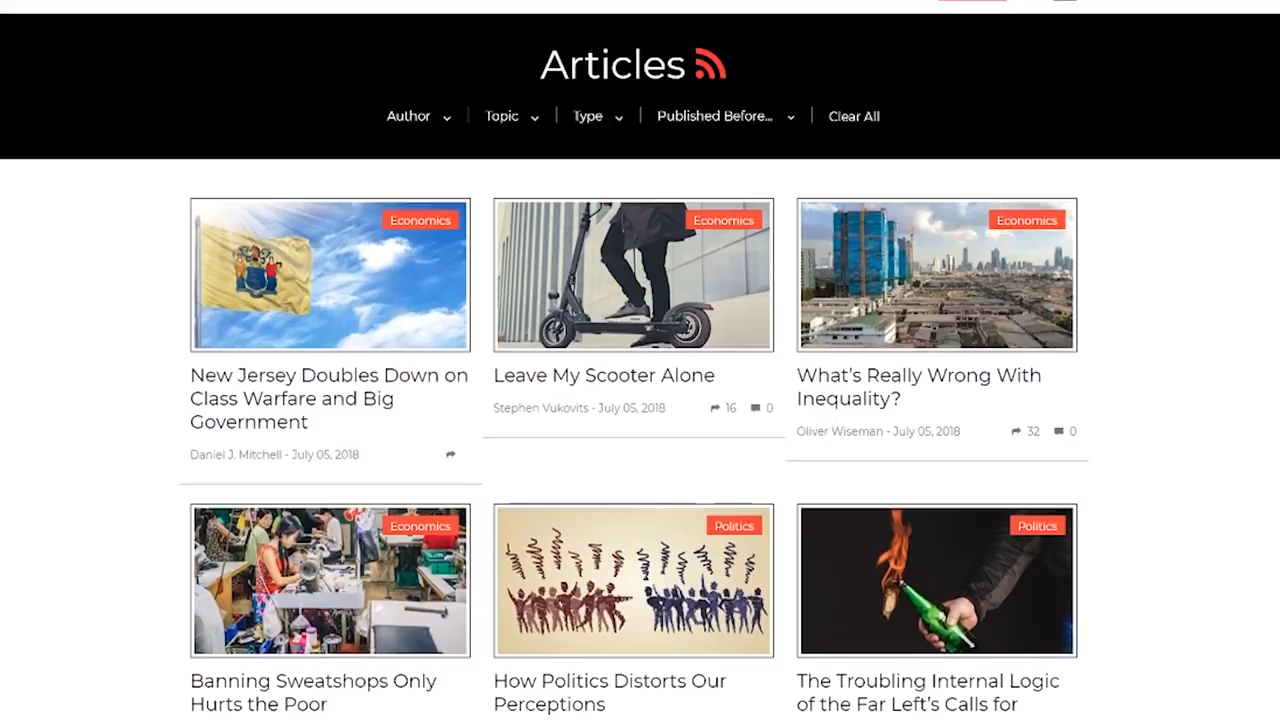 Articles
Author
Topic
Type
Published Before...
Clear All
Economics
Economics
Economics
New Jersey Doubles Down on
Class Warfare and Big
Government
Daniel J. Mitchell - July 05, 2018
Leave My Scooter Alone
Stephen Vukovits - July 05, 2018
16
0
What's Really Wrong With
Inequality?
Oliver Wiseman - July 05, 2018
32
0
Economics
Politics
Politics
Banning Sweatshops Only
Hurts the Poor
How Politics Distorts Our
Perceptions
The Troubling Internal Logic
of the Far Left's Calls for